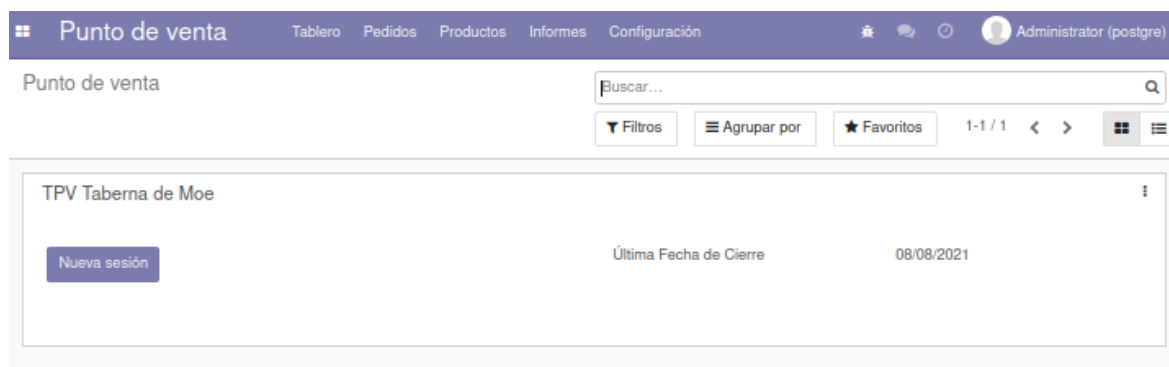 Punto de venta Tablero Pedidos Productos Informes Configuración Administrator (postgre)
Punto de venta
Buscar...
Filtros Agrupar por Favoritos 1-1 / 1
TPV Taberna de Moe
Nueva sesión Última Fecha de Cierre 08/08/2021